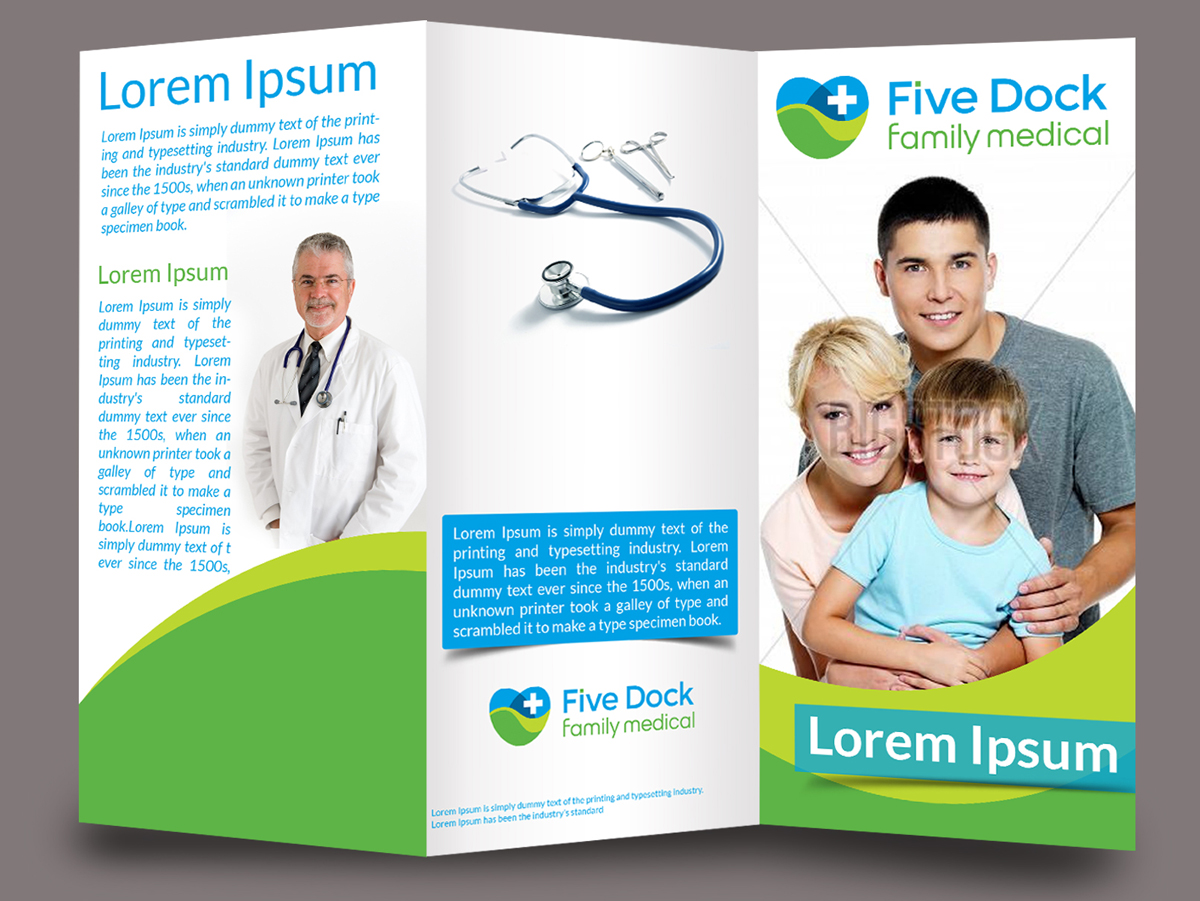 Lorem Ipsum
Lorem Ipsum is simply dummy text of the print-
ing and typesetting industry. Lorem Ipsum has
been the industry's standard dummy text ever
since the 1500s, when an unknown printer took
a galley of type and scrambled it to make a type
specimen book.
Lorem Ipsum
Lorem Ipsum is simply
dummy text of the
printing and typeset-
ting industry. Lorem
Ipsum has been the in-
dustry's standard
dummy text ever since
the 1500s, when an
unknown printer took a
galley of type and
scrambled it to make a
type specimen
book.Lorem Ipsum is
simply dummy text of t
ever since the 1500s,
Lorem Ipsum is simply dummy text of the
printing and typesetting industry. Lorem
Ipsum has been the industry's standard
dummy text ever since the 1500s, when an
unknown printer took a galley of type and
scrambled it to make a type specimen book.
Five Dock
family medical
Lorem Ipsum is simply dummy text of the printing and typesetting industry.
Lorem Ipsum has been the industry's standard
Five Dock
family medical
Lorem Ipsum